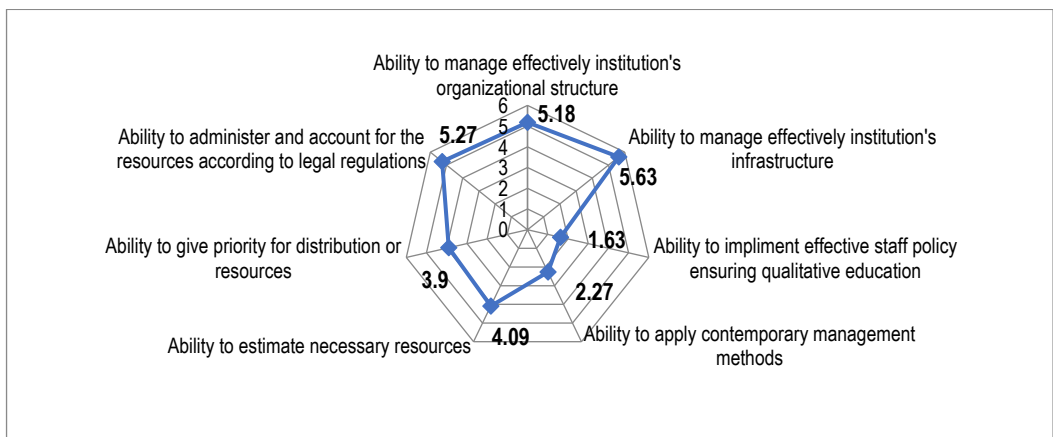 Ability to manage effectively institution's
organizational structure
6
5
4
3
2
1
0
5.18
Ability to manage effectively institution's
infrastructure
5.63
1.63
Ability to impliment effective staff policy
ensuring qualitative education
2.27
Ability to apply contemporary management
methods
4.09
Ability to estimate necessary resources
3.9
Ability to give priority for distribution or
resources
5.27
Ability to administer and account for the
resources according to legal regulations